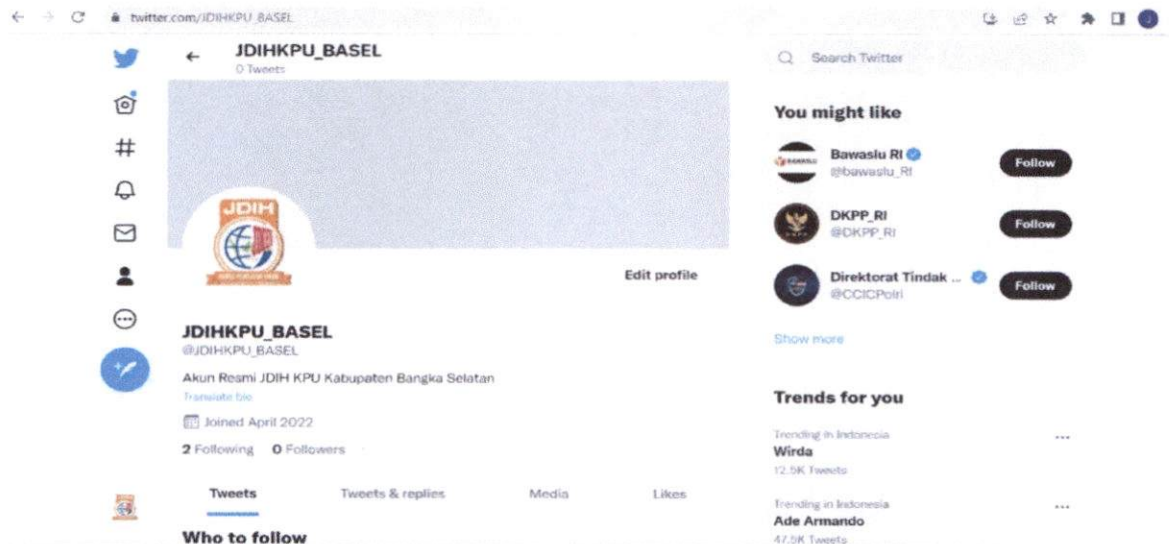 twitter.com/JDIHKPU_BASEL
JDIHKPU_BASEL
0 Tweets
JDIH
Edit profile
JDIHKPU_BASEL
@JDIHKPU_BASEL
Akun Resmi JDIH KPU Kabupaten Bangka Selatan
Translate bio
Joined April 2022
2 Following 0 Followers
Tweets Tweets & replies Media Likes
Who to follow
Search Twitter
You might like
Bawaslu RI
@bawaslu_RI
Follow
DKPP_RI
@DKPP_RI
Follow
Direktorat Tindak ...
@CCICPolri
Follow
Show more
Trends for you
Trending in Indonesia
Wirda
12.5K Tweets
Trending in Indonesia
Ade Armando
47.5K Tweets